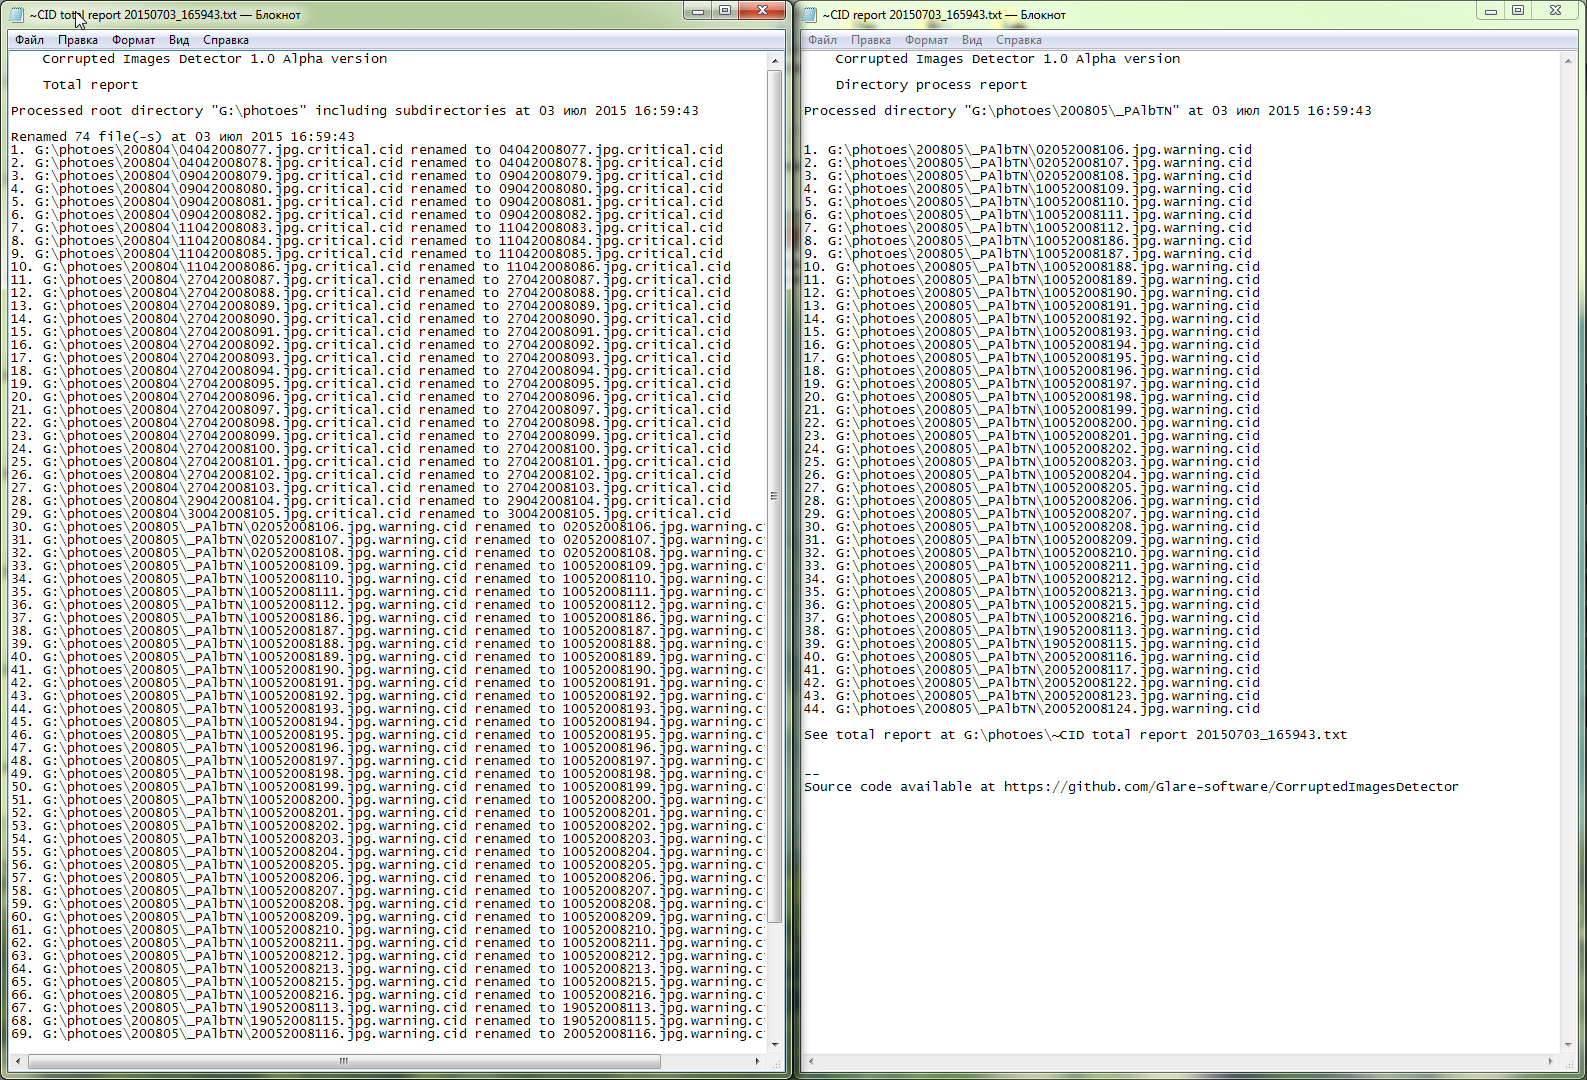 ~CID total report 20150703_165943.txt — Блокнот
Файл Правка Формат Вид Справка
Corrupted Images Detector 1.0 Alpha version
Total report
Processed root directory "G:\photoes" including subdirectories at 03 июл 2015 16:59:43
Renamed 74 file(-s) at 03 июл 2015 16:59:43
1. G:\photoes\200804\04042008077.jpg.critical.cid renamed to 04042008077.jpg.critical.cid
2. G:\photoes\200804\04042008078.jpg.critical.cid renamed to 04042008078.jpg.critical.cid
3. G:\photoes\200804\09042008079.jpg.critical.cid renamed to 09042008079.jpg.critical.cid
4. G:\photoes\200804\09042008080.jpg.critical.cid renamed to 09042008080.jpg.critical.cid
5. G:\photoes\200804\09042008081.jpg.critical.cid renamed to 09042008081.jpg.critical.cid
6. G:\photoes\200804\09042008082.jpg.critical.cid renamed to 09042008082.jpg.critical.cid
7. G:\photoes\200804\11042008083.jpg.critical.cid renamed to 11042008083.jpg.critical.cid
8. G:\photoes\200804\11042008084.jpg.critical.cid renamed to 11042008084.jpg.critical.cid
9. G:\photoes\200804\11042008085.jpg.critical.cid renamed to 11042008085.jpg.critical.cid
10. G:\photoes\200804\11042008086.jpg.critical.cid renamed to 11042008086.jpg.critical.cid
11. G:\photoes\200804\27042008087.jpg.critical.cid renamed to 27042008087.jpg.critical.cid
12. G:\photoes\200804\27042008088.jpg.critical.cid renamed to 27042008088.jpg.critical.cid
13. G:\photoes\200804\27042008089.jpg.critical.cid renamed to 27042008089.jpg.critical.cid
14. G:\photoes\200804\27042008090.jpg.critical.cid renamed to 27042008090.jpg.critical.cid
15. G:\photoes\200804\27042008091.jpg.critical.cid renamed to 27042008091.jpg.critical.cid
16. G:\photoes\200804\27042008092.jpg.critical.cid renamed to 27042008092.jpg.critical.cid
17. G:\photoes\200804\27042008093.jpg.critical.cid renamed to 27042008093.jpg.critical.cid
18. G:\photoes\200804\27042008094.jpg.critical.cid renamed to 27042008094.jpg.critical.cid
19. G:\photoes\200804\27042008095.jpg.critical.cid renamed to 27042008095.jpg.critical.cid
20. G:\photoes\200804\27042008096.jpg.critical.cid renamed to 27042008096.jpg.critical.cid
21. G:\photoes\200804\27042008097.jpg.critical.cid renamed to 27042008097.jpg.critical.cid
22. G:\photoes\200804\27042008098.jpg.critical.cid renamed to 27042008098.jpg.critical.cid
23. G:\photoes\200804\27042008099.jpg.critical.cid renamed to 27042008099.jpg.critical.cid
24. G:\photoes\200804\27042008100.jpg.critical.cid renamed to 27042008100.jpg.critical.cid
25. G:\photoes\200804\27042008101.jpg.critical.cid renamed to 27042008101.jpg.critical.cid
26. G:\photoes\200804\27042008102.jpg.critical.cid renamed to 27042008102.jpg.critical.cid
27. G:\photoes\200804\27042008103.jpg.critical.cid renamed to 27042008103.jpg.critical.cid
28. G:\photoes\200804\29042008104.jpg.critical.cid renamed to 29042008104.jpg.critical.cid
29. G:\photoes\200804\30042008105.jpg.critical.cid renamed to 30042008105.jpg.critical.cid
30. G:\photoes\200805\_PAlbTN\02052008106.jpg.warning.cid renamed to 02052008106.jpg.warning.c
31. G:\photoes\200805\_PAlbTN\02052008107.jpg.warning.cid renamed to 02052008107.jpg.warning.c
32. G:\photoes\200805\_PAlbTN\02052008108.jpg.warning.cid renamed to 02052008108.jpg.warning.c
33. G:\photoes\200805\_PAlbTN\10052008109.jpg.warning.cid renamed to 10052008109.jpg.warning.c
34. G:\photoes\200805\_PAlbTN\10052008110.jpg.warning.cid renamed to 10052008110.jpg.warning.c
35. G:\photoes\200805\_PAlbTN\10052008111.jpg.warning.cid renamed to 10052008111.jpg.warning.c
36. G:\photoes\200805\_PAlbTN\10052008112.jpg.warning.cid renamed to 10052008112.jpg.warning.c
37. G:\photoes\200805\_PAlbTN\10052008186.jpg.warning.cid renamed to 10052008186.jpg.warning.c
38. G:\photoes\200805\_PAlbTN\10052008187.jpg.warning.cid renamed to 10052008187.jpg.warning.c
39. G:\photoes\200805\_PAlbTN\10052008188.jpg.warning.cid renamed to 10052008188.jpg.warning.c
40. G:\photoes\200805\_PAlbTN\10052008189.jpg.warning.cid renamed to 10052008189.jpg.warning.c
41. G:\photoes\200805\_PAlbTN\10052008190.jpg.warning.cid renamed to 10052008190.jpg.warning.c
42. G:\photoes\200805\_PAlbTN\10052008191.jpg.warning.cid renamed to 10052008191.jpg.warning.c
43. G:\photoes\200805\_PAlbTN\10052008192.jpg.warning.cid renamed to 10052008192.jpg.warning.c
44. G:\photoes\200805\_PAlbTN\10052008193.jpg.warning.cid renamed to 10052008193.jpg.warning.c
45. G:\photoes\200805\_PAlbTN\10052008194.jpg.warning.cid renamed to 10052008194.jpg.warning.c
46. G:\photoes\200805\_PAlbTN\10052008195.jpg.warning.cid renamed to 10052008195.jpg.warning.c
47. G:\photoes\200805\_PAlbTN\10052008196.jpg.warning.cid renamed to 10052008196.jpg.warning.c
48. G:\photoes\200805\_PAlbTN\10052008197.jpg.warning.cid renamed to 10052008197.jpg.warning.c
49. G:\photoes\200805\_PAlbTN\10052008198.jpg.warning.cid renamed to 10052008198.jpg.warning.c
50. G:\photoes\200805\_PAlbTN\10052008199.jpg.warning.cid renamed to 10052008199.jpg.warning.c
51. G:\photoes\200805\_PAlbTN\10052008200.jpg.warning.cid renamed to 10052008200.jpg.warning.c
52. G:\photoes\200805\_PAlbTN\10052008201.jpg.warning.cid renamed to 10052008201.jpg.warning.c
53. G:\photoes\200805\_PAlbTN\10052008202.jpg.warning.cid renamed to 10052008202.jpg.warning.c
54. G:\photoes\200805\_PAlbTN\10052008203.jpg.warning.cid renamed to 10052008203.jpg.warning.c
55. G:\photoes\200805\_PAlbTN\10052008204.jpg.warning.cid renamed to 10052008204.jpg.warning.c
56. G:\photoes\200805\_PAlbTN\10052008205.jpg.warning.cid renamed to 10052008205.jpg.warning.c
57. G:\photoes\200805\_PAlbTN\10052008206.jpg.warning.cid renamed to 10052008206.jpg.warning.c
58. G:\photoes\200805\_PAlbTN\10052008207.jpg.warning.cid renamed to 10052008207.jpg.warning.c
59. G:\photoes\200805\_PAlbTN\10052008208.jpg.warning.cid renamed to 10052008208.jpg.warning.c
60. G:\photoes\200805\_PAlbTN\10052008209.jpg.warning.cid renamed to 10052008209.jpg.warning.c
61. G:\photoes\200805\_PAlbTN\10052008210.jpg.warning.cid renamed to 10052008210.jpg.warning.c
62. G:\photoes\200805\_PAlbTN\10052008211.jpg.warning.cid renamed to 10052008211.jpg.warning.c
63. G:\photoes\200805\_PAlbTN\10052008212.jpg.warning.cid renamed to 10052008212.jpg.warning.c
64. G:\photoes\200805\_PAlbTN\10052008213.jpg.warning.cid renamed to 10052008213.jpg.warning.c
65. G:\photoes\200805\_PAlbTN\10052008215.jpg.warning.cid renamed to 10052008215.jpg.warning.c
66. G:\photoes\200805\_PAlbTN\10052008216.jpg.warning.cid renamed to 10052008216.jpg.warning.c
67. G:\photoes\200805\_PAlbTN\19052008113.jpg.warning.cid renamed to 19052008113.jpg.warning.c
68. G:\photoes\200805\_PAlbTN\19052008115.jpg.warning.cid renamed to 19052008115.jpg.warning.c
69. G:\photoes\200805\_PAlbTN\20052008116.jpg.warning.cid renamed to 20052008116.jpg.warning.c
~CID report 20150703_165943.txt — Блокнот
Файл Правка Формат Вид Справка
Corrupted Images Detector 1.0 Alpha version
Directory process report
Processed directory "G:\photoes\200805\_PAlbTN" at 03 июл 2015 16:59:43
1. G:\photoes\200805\_PAlbTN\02052008106.jpg.warning.cid
2. G:\photoes\200805\_PAlbTN\02052008107.jpg.warning.cid
3. G:\photoes\200805\_PAlbTN\02052008108.jpg.warning.cid
4. G:\photoes\200805\_PAlbTN\10052008109.jpg.warning.cid
5. G:\photoes\200805\_PAlbTN\10052008110.jpg.warning.cid
6. G:\photoes\200805\_PAlbTN\10052008111.jpg.warning.cid
7. G:\photoes\200805\_PAlbTN\10052008112.jpg.warning.cid
8. G:\photoes\200805\_PAlbTN\10052008186.jpg.warning.cid
9. G:\photoes\200805\_PAlbTN\10052008187.jpg.warning.cid
10. G:\photoes\200805\_PAlbTN\10052008188.jpg.warning.cid
11. G:\photoes\200805\_PAlbTN\10052008189.jpg.warning.cid
12. G:\photoes\200805\_PAlbTN\10052008190.jpg.warning.cid
13. G:\photoes\200805\_PAlbTN\10052008191.jpg.warning.cid
14. G:\photoes\200805\_PAlbTN\10052008192.jpg.warning.cid
15. G:\photoes\200805\_PAlbTN\10052008193.jpg.warning.cid
16. G:\photoes\200805\_PAlbTN\10052008194.jpg.warning.cid
17. G:\photoes\200805\_PAlbTN\10052008195.jpg.warning.cid
18. G:\photoes\200805\_PAlbTN\10052008196.jpg.warning.cid
19. G:\photoes\200805\_PAlbTN\10052008197.jpg.warning.cid
20. G:\photoes\200805\_PAlbTN\10052008198.jpg.warning.cid
21. G:\photoes\200805\_PAlbTN\10052008199.jpg.warning.cid
22. G:\photoes\200805\_PAlbTN\10052008200.jpg.warning.cid
23. G:\photoes\200805\_PAlbTN\10052008201.jpg.warning.cid
24. G:\photoes\200805\_PAlbTN\10052008202.jpg.warning.cid
25. G:\photoes\200805\_PAlbTN\10052008203.jpg.warning.cid
26. G:\photoes\200805\_PAlbTN\10052008204.jpg.warning.cid
27. G:\photoes\200805\_PAlbTN\10052008205.jpg.warning.cid
28. G:\photoes\200805\_PAlbTN\10052008206.jpg.warning.cid
29. G:\photoes\200805\_PAlbTN\10052008207.jpg.warning.cid
30. G:\photoes\200805\_PAlbTN\10052008208.jpg.warning.cid
31. G:\photoes\200805\_PAlbTN\10052008209.jpg.warning.cid
32. G:\photoes\200805\_PAlbTN\10052008210.jpg.warning.cid
33. G:\photoes\200805\_PAlbTN\10052008211.jpg.warning.cid
34. G:\photoes\200805\_PAlbTN\10052008212.jpg.warning.cid
35. G:\photoes\200805\_PAlbTN\10052008213.jpg.warning.cid
36. G:\photoes\200805\_PAlbTN\10052008215.jpg.warning.cid
37. G:\photoes\200805\_PAlbTN\10052008216.jpg.warning.cid
38. G:\photoes\200805\_PAlbTN\19052008113.jpg.warning.cid
39. G:\photoes\200805\_PAlbTN\19052008115.jpg.warning.cid
40. G:\photoes\200805\_PAlbTN\20052008116.jpg.warning.cid
41. G:\photoes\200805\_PAlbTN\20052008117.jpg.warning.cid
42. G:\photoes\200805\_PAlbTN\20052008122.jpg.warning.cid
43. G:\photoes\200805\_PAlbTN\20052008123.jpg.warning.cid
44. G:\photoes\200805\_PAlbTN\20052008124.jpg.warning.cid
See total report at G:\photoes\~CID total report 20150703_165943.txt
--
Source code available at https://github.com/Glare-software/CorruptedImagesDetector